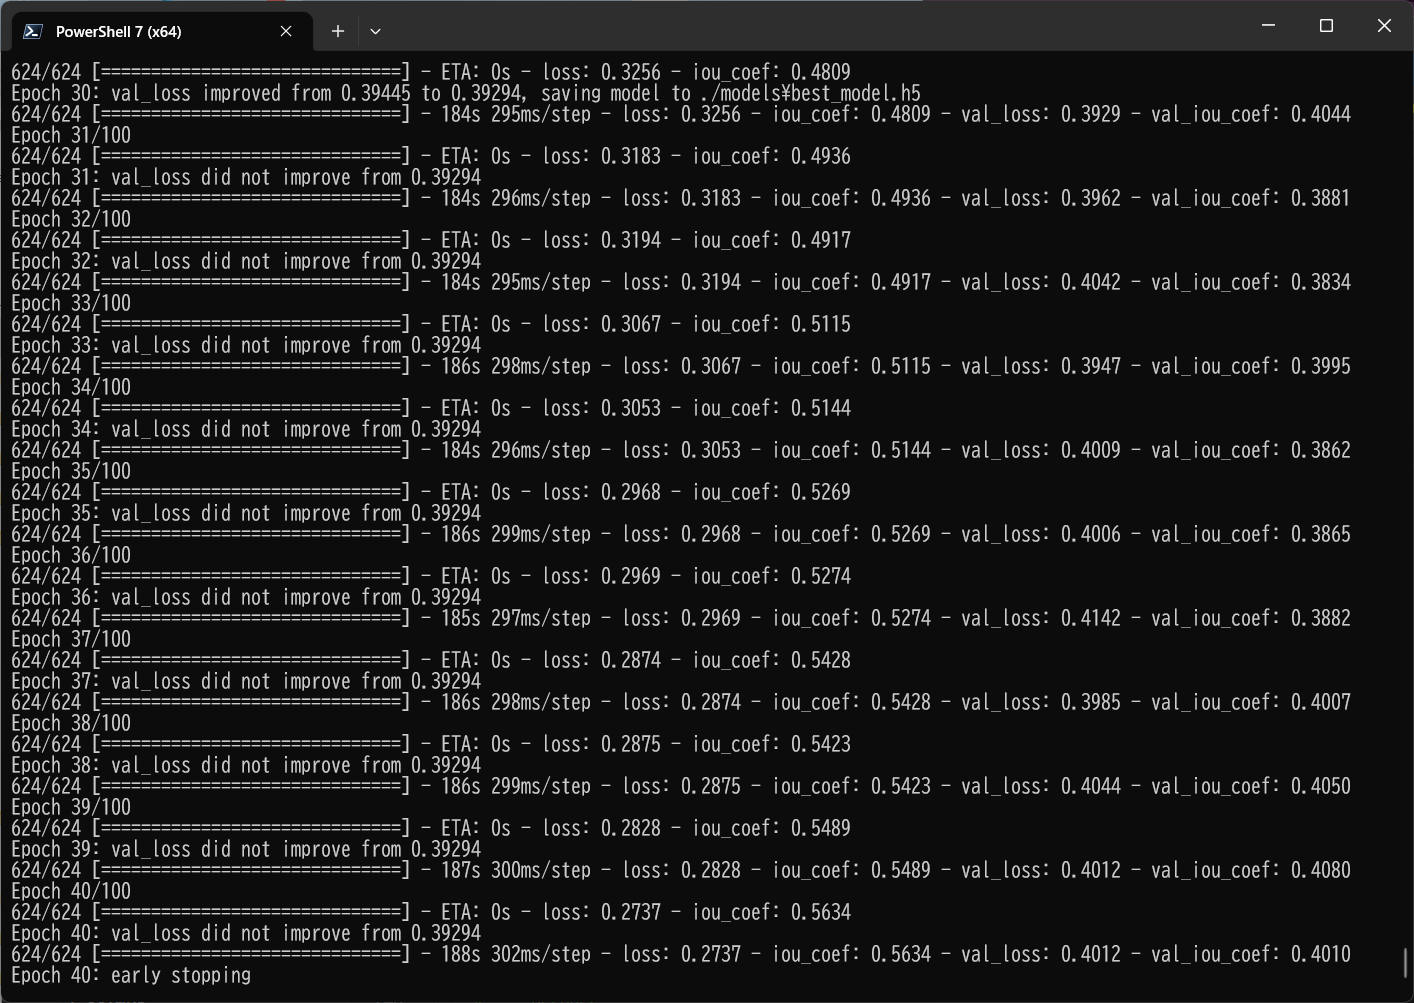 PowerShell 7 (x64)
624/624 [==============================] - ETA: 0s - loss: 0.3256 - iou_coef: 0.4809
Epoch 30: val_loss improved from 0.39445 to 0.39294, saving model to ./models¥best_model.h5
624/624 [==============================] - 184s 295ms/step - loss: 0.3256 - iou_coef: 0.4809 - val_loss: 0.3929 - val_iou_coef: 0.4044
Epoch 31/100
624/624 [==============================] - ETA: 0s - loss: 0.3183 - iou_coef: 0.4936
Epoch 31: val_loss did not improve from 0.39294
624/624 [==============================] - 184s 296ms/step - loss: 0.3183 - iou_coef: 0.4936 - val_loss: 0.3962 - val_iou_coef: 0.3881
Epoch 32/100
624/624 [==============================] - ETA: 0s - loss: 0.3194 - iou_coef: 0.4917
Epoch 32: val_loss did not improve from 0.39294
624/624 [==============================] - 184s 295ms/step - loss: 0.3194 - iou_coef: 0.4917 - val_loss: 0.4042 - val_iou_coef: 0.3834
Epoch 33/100
624/624 [==============================] - ETA: 0s - loss: 0.3067 - iou_coef: 0.5115
Epoch 33: val_loss did not improve from 0.39294
624/624 [==============================] - 186s 298ms/step - loss: 0.3067 - iou_coef: 0.5115 - val_loss: 0.3947 - val_iou_coef: 0.3995
Epoch 34/100
624/624 [==============================] - ETA: 0s - loss: 0.3053 - iou_coef: 0.5144
Epoch 34: val_loss did not improve from 0.39294
624/624 [==============================] - 184s 296ms/step - loss: 0.3053 - iou_coef: 0.5144 - val_loss: 0.4009 - val_iou_coef: 0.3862
Epoch 35/100
624/624 [==============================] - ETA: 0s - loss: 0.2968 - iou_coef: 0.5269
Epoch 35: val_loss did not improve from 0.39294
624/624 [==============================] - 186s 299ms/step - loss: 0.2968 - iou_coef: 0.5269 - val_loss: 0.4006 - val_iou_coef: 0.3865
Epoch 36/100
624/624 [==============================] - ETA: 0s - loss: 0.2969 - iou_coef: 0.5274
Epoch 36: val_loss did not improve from 0.39294
624/624 [==============================] - 185s 297ms/step - loss: 0.2969 - iou_coef: 0.5274 - val_loss: 0.4142 - val_iou_coef: 0.3882
Epoch 37/100
624/624 [==============================] - ETA: 0s - loss: 0.2874 - iou_coef: 0.5428
Epoch 37: val_loss did not improve from 0.39294
624/624 [==============================] - 186s 298ms/step - loss: 0.2874 - iou_coef: 0.5428 - val_loss: 0.3985 - val_iou_coef: 0.4007
Epoch 38/100
624/624 [==============================] - ETA: 0s - loss: 0.2875 - iou_coef: 0.5423
Epoch 38: val_loss did not improve from 0.39294
624/624 [==============================] - 186s 299ms/step - loss: 0.2875 - iou_coef: 0.5423 - val_loss: 0.4044 - val_iou_coef: 0.4050
Epoch 39/100
624/624 [==============================] - ETA: 0s - loss: 0.2828 - iou_coef: 0.5489
Epoch 39: val_loss did not improve from 0.39294
624/624 [==============================] - 187s 300ms/step - loss: 0.2828 - iou_coef: 0.5489 - val_loss: 0.4012 - val_iou_coef: 0.4080
Epoch 40/100
624/624 [==============================] - ETA: 0s - loss: 0.2737 - iou_coef: 0.5634
Epoch 40: val_loss did not improve from 0.39294
624/624 [==============================] - 188s 302ms/step - loss: 0.2737 - iou_coef: 0.5634 - val_loss: 0.4012 - val_iou_coef: 0.4010
Epoch 40: early stopping